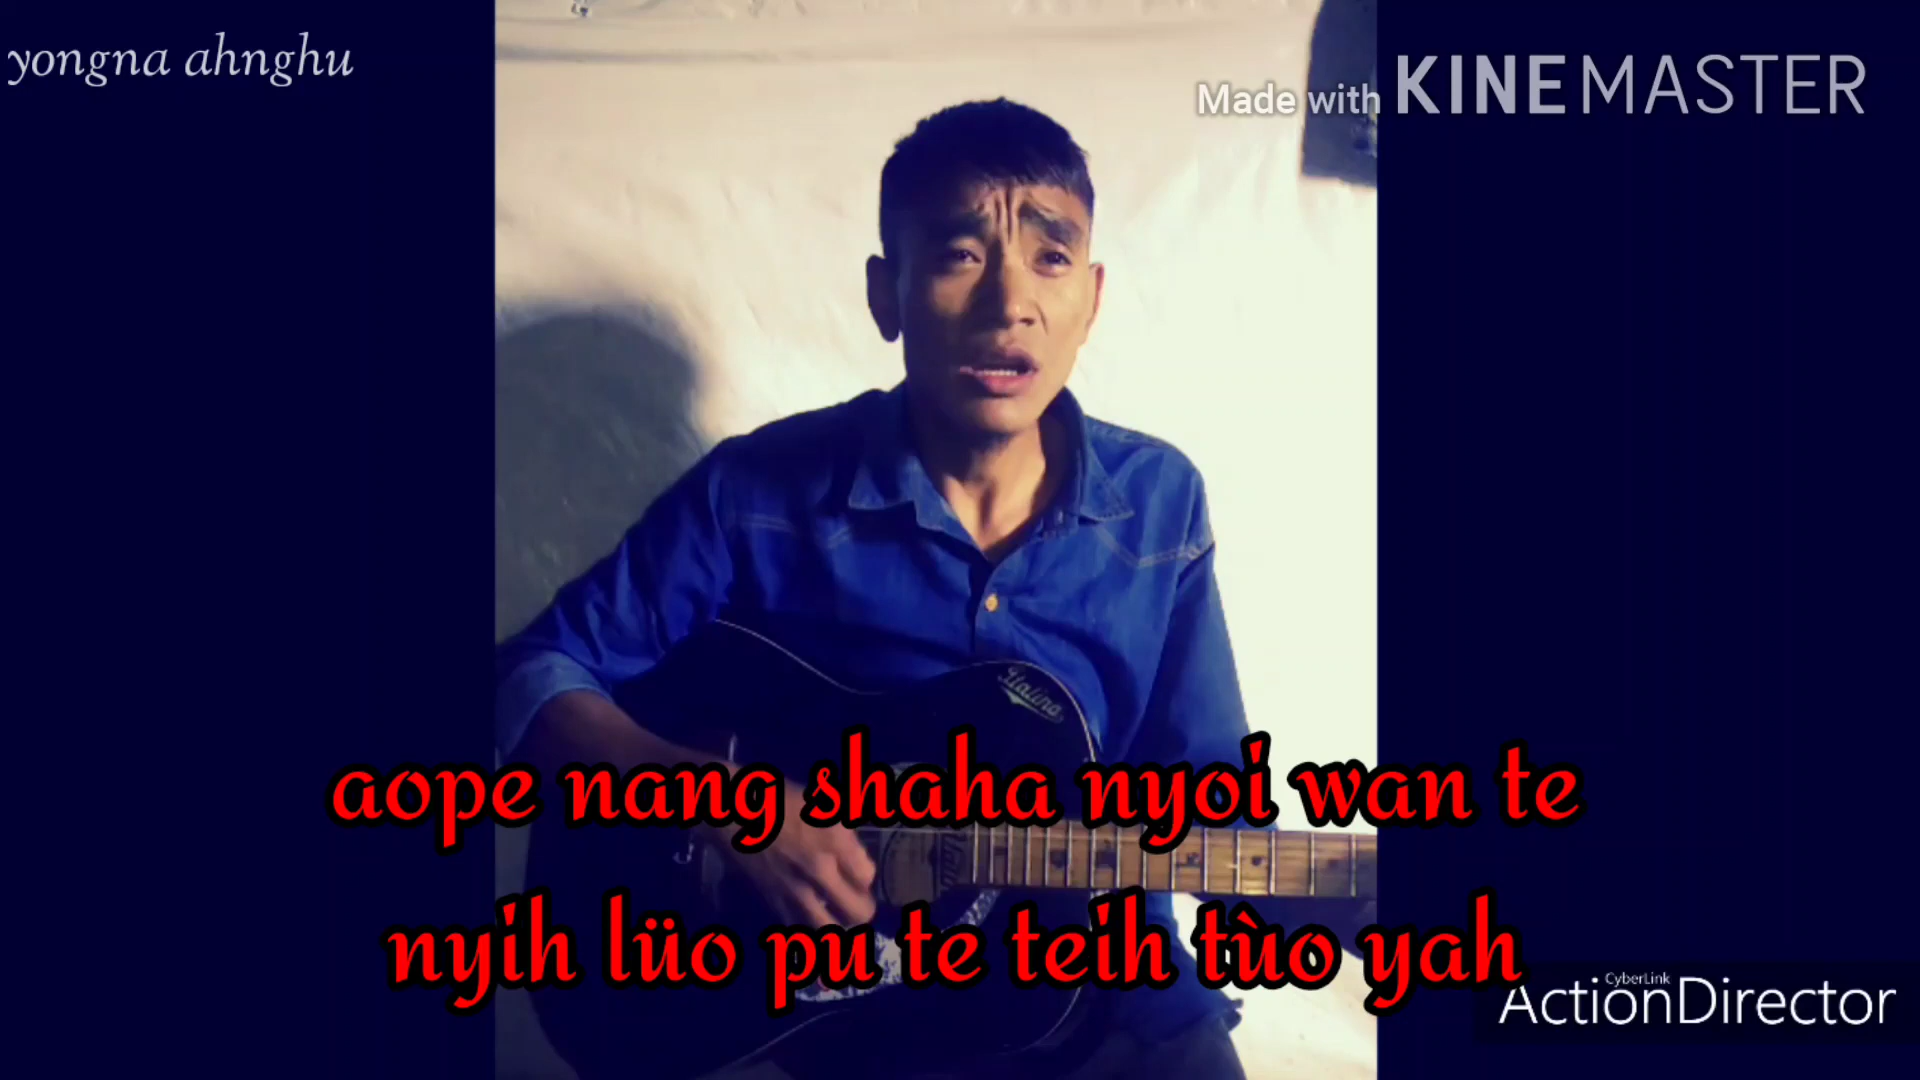 yongna ahnghu
Made with KINEMASTER
Italina
aope nang shaha nyoi wan te
nyih lüo pu te teih tùo yah
CyberLink
ActionDirector